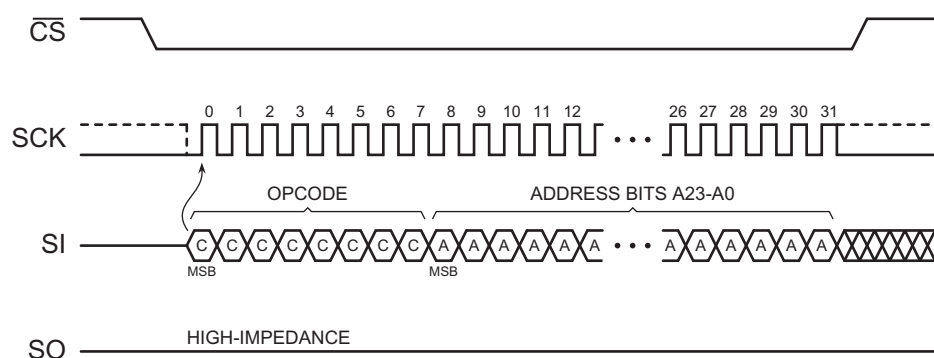 CS
SCK
0 1 2 3 4 5 6 7 8 9 10 11 12 26 27 28 29 30 31
OPCODE ADDRESS BITS A23-A0
SI
C C C C C C C C A A A A A A A A A A A A
MSB MSB
HIGH-IMPEDANCE
SO